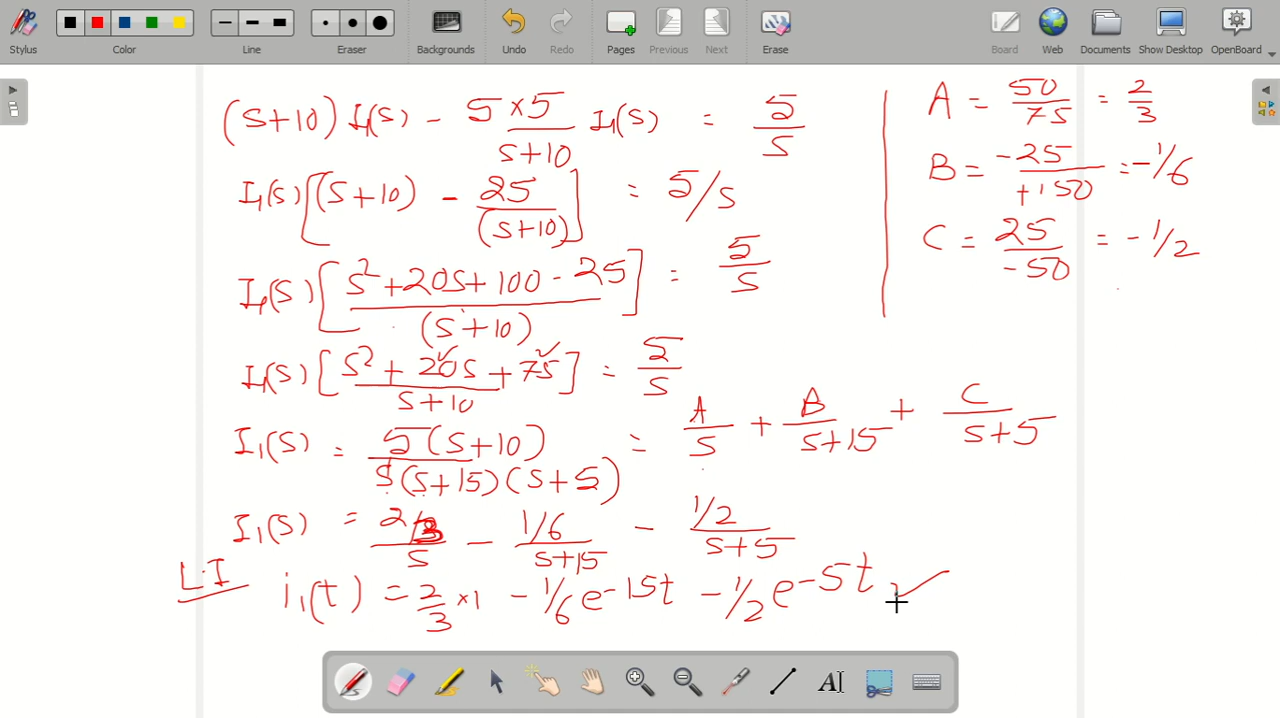 Stylus Color Line Eraser Backgrounds Undo Redo Pages Previous Next Erase Board Web Documents Show Desktop OpenBoard
(s+10) I₁(s) - 5×5/(s+10) I₁(s) = 5/s
I₁(s)[(s+10) - 25/(s+10)] = 5/s
I₁(s)[(s²+20s+100-25)/(s+10)] = 5/s
I₁(s)[(s²+20s+75)/(s+10)] = 5/s
I₁(s) = 5(s+10)/(s(s+15)(s+5)) = A/s + B/(s+15) + C/(s+5)
I₁(s) = (2/3)/s - (1/6)/(s+15) - (1/2)/(s+5)
L.I
i₁(t) = 2/3 ×1 - 1/6 e^(-15t) - 1/2 e^(-5t) ✓
A = 50/75 = 2/3
B = -25/+150 = -1/6
C = 25/-50 = -1/2